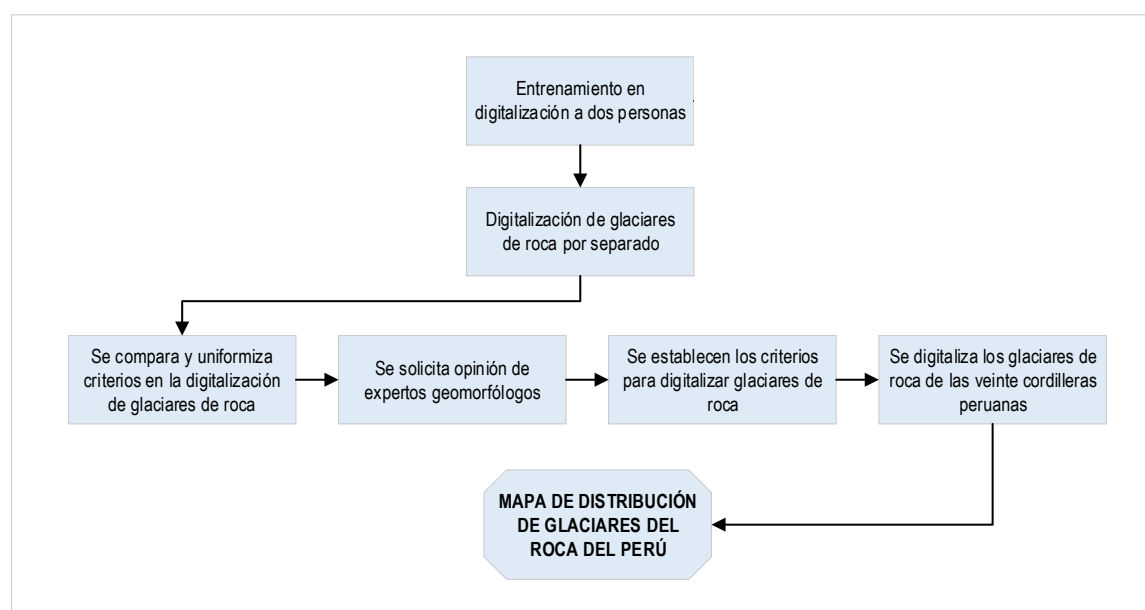 Entrenamiento en
digitalización a dos personas
Digitalización de glaciares
de roca por separado
Se compara y uniformiza
criterios en la digitalización
de glaciares de roca
Se solicita opinión de
expertos geomorfólogos
Se establecen los criterios
para digitalizar glaciares de
roca
Se digitaliza los glaciares de
roca de las veinte cordilleras
peruanas
MAPA DE DISTRIBUCIÓN
DE GLACIARES DEL
ROCA DEL PERÚ